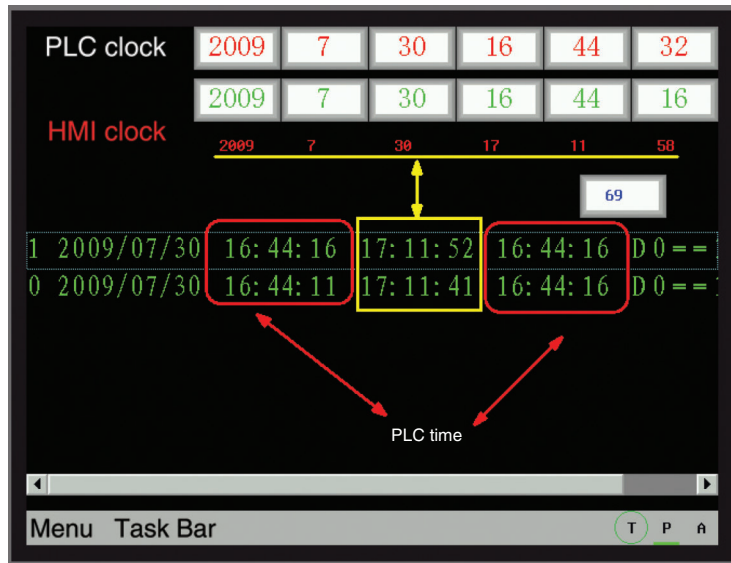 PLC clock 2009 7 30 16 44 32
2009 7 30 16 44 16
HMI clock
2009 7 30 17 11 58
69
1 2009/07/30 16:44:16 17:11:52 16:44:16 D0==
0 2009/07/30 16:44:11 17:11:41 16:44:16 D0==
PLC time
Menu Task Bar T P A